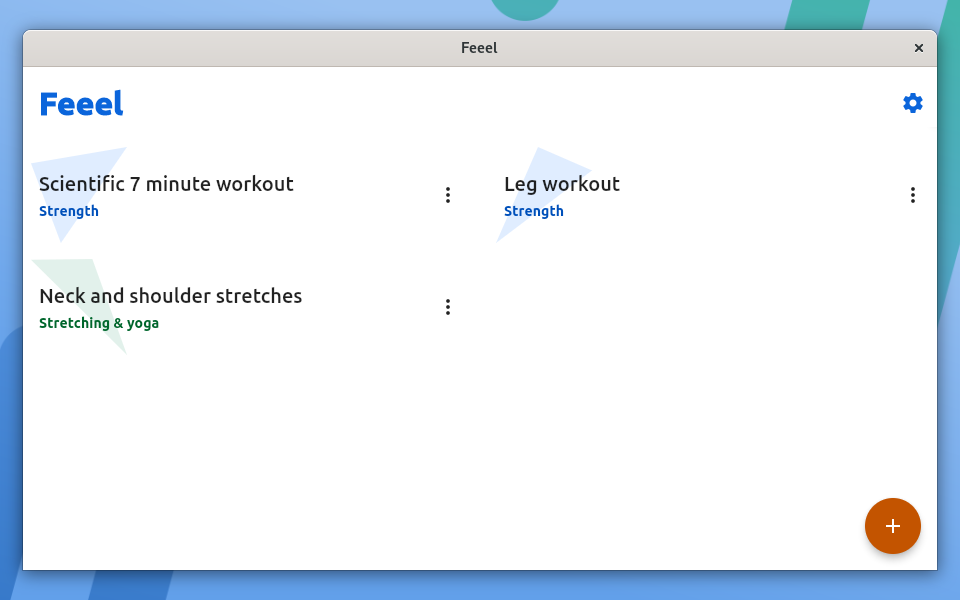 Feeel
Feeel
Scientific 7 minute workout
Strength
Leg workout
Strength
Neck and shoulder stretches
Stretching & yoga